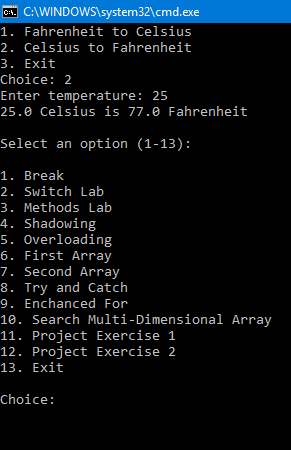 C:\WINDOWS\system32\cmd.exe
1. Fahrenheit to Celsius
2. Celsius to Fahrenheit
3. Exit
Choice: 2
Enter temperature: 25
25.0 Celsius is 77.0 Fahrenheit
Select an option (1-13):
1. Break
2. Switch Lab
3. Methods Lab
4. Shadowing
5. Overloading
6. First Array
7. Second Array
8. Try and Catch
9. Enchanced For
10. Search Multi-Dimensional Array
11. Project Exercise 1
12. Project Exercise 2
13. Exit
Choice: